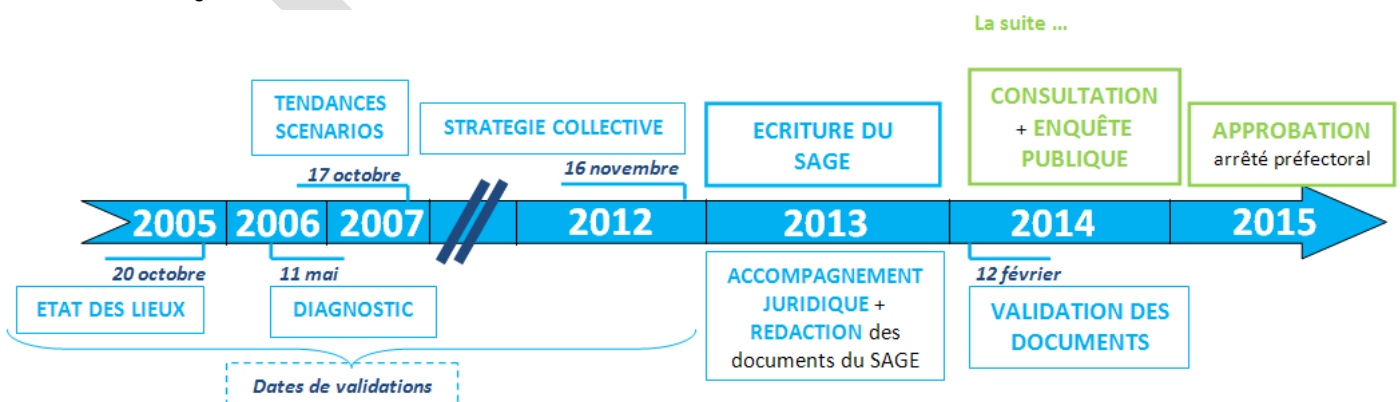 La suite ...
TENDANCES
SCENARIOS
17 octobre
STRATEGIE COLLECTIVE
16 novembre
ECRITURE DU
SAGE
CONSULTATION
+ ENQUÊTE
PUBLIQUE
APPROBATION
arrêté préfectoral
2005 2006 2007 2012 2013 2014 2015
20 octobre
ETAT DES LIEUX
11 mai
DIAGNOSTIC
ACCOMPAGNEMENT
JURIDIQUE +
REDACTION des
documents du SAGE
12 février
VALIDATION DES
DOCUMENTS
Dates de validations